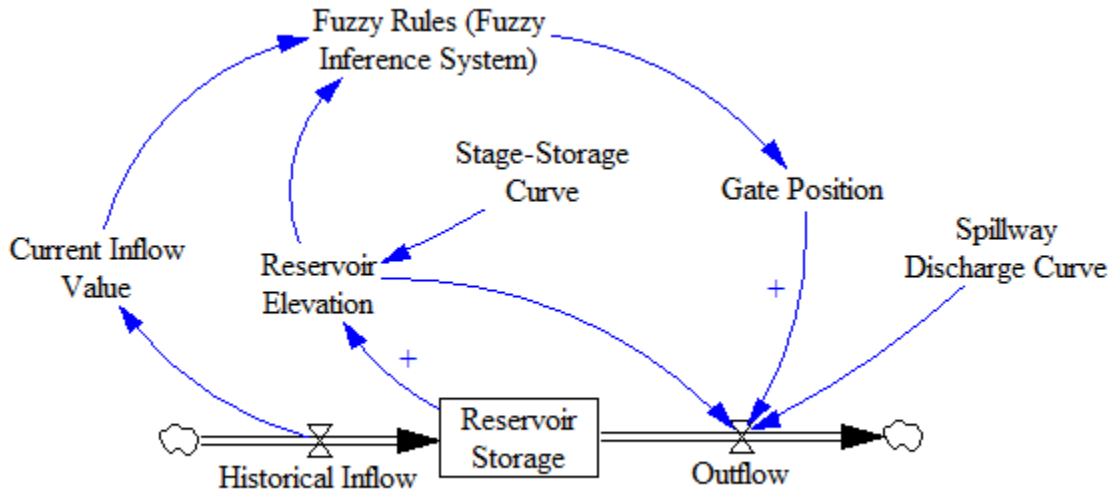 Fuzzy Rules (Fuzzy
Inference System)
Stage-Storage
Curve
Gate Position
Spillway
Discharge Curve
Current Inflow
Value
Reservoir
Elevation
+
+
Reservoir
Storage
Historical Inflow
Outflow